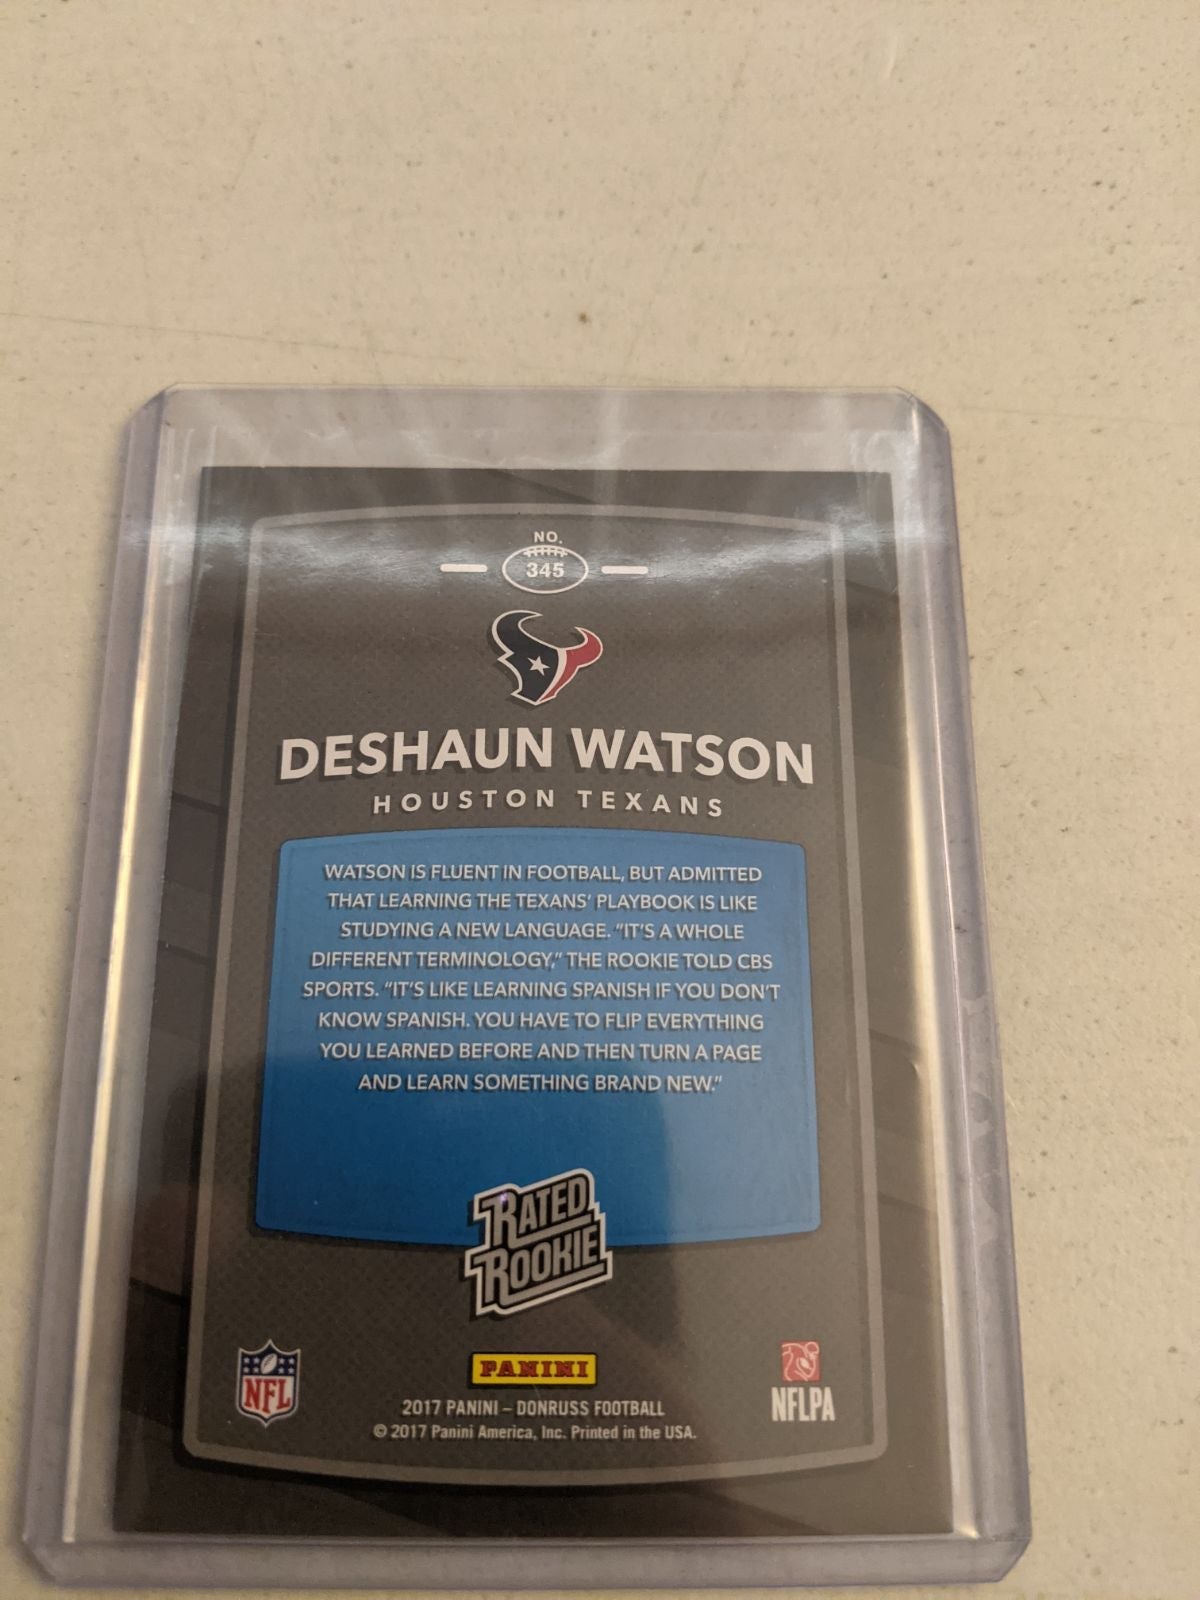 NO.
345
DESHAUN WATSON
HOUSTON TEXANS
WATSON IS FLUENT IN FOOTBALL, BUT ADMITTED
THAT LEARNING THE TEXANS' PLAYBOOK IS LIKE
STUDYING A NEW LANGUAGE. "IT'S A WHOLE
DIFFERENT TERMINOLOGY," THE ROOKIE TOLD CBS
SPORTS. "IT'S LIKE LEARNING SPANISH IF YOU DON'T
KNOW SPANISH. YOU HAVE TO FLIP EVERYTHING
YOU LEARNED BEFORE AND THEN TURN A PAGE
AND LEARN SOMETHING BRAND NEW."
RATED
ROOKIE
NFL
PANINI
NFLPA
2017 PANINI – DONRUSS FOOTBALL
© 2017 Panini America, Inc. Printed in the USA.